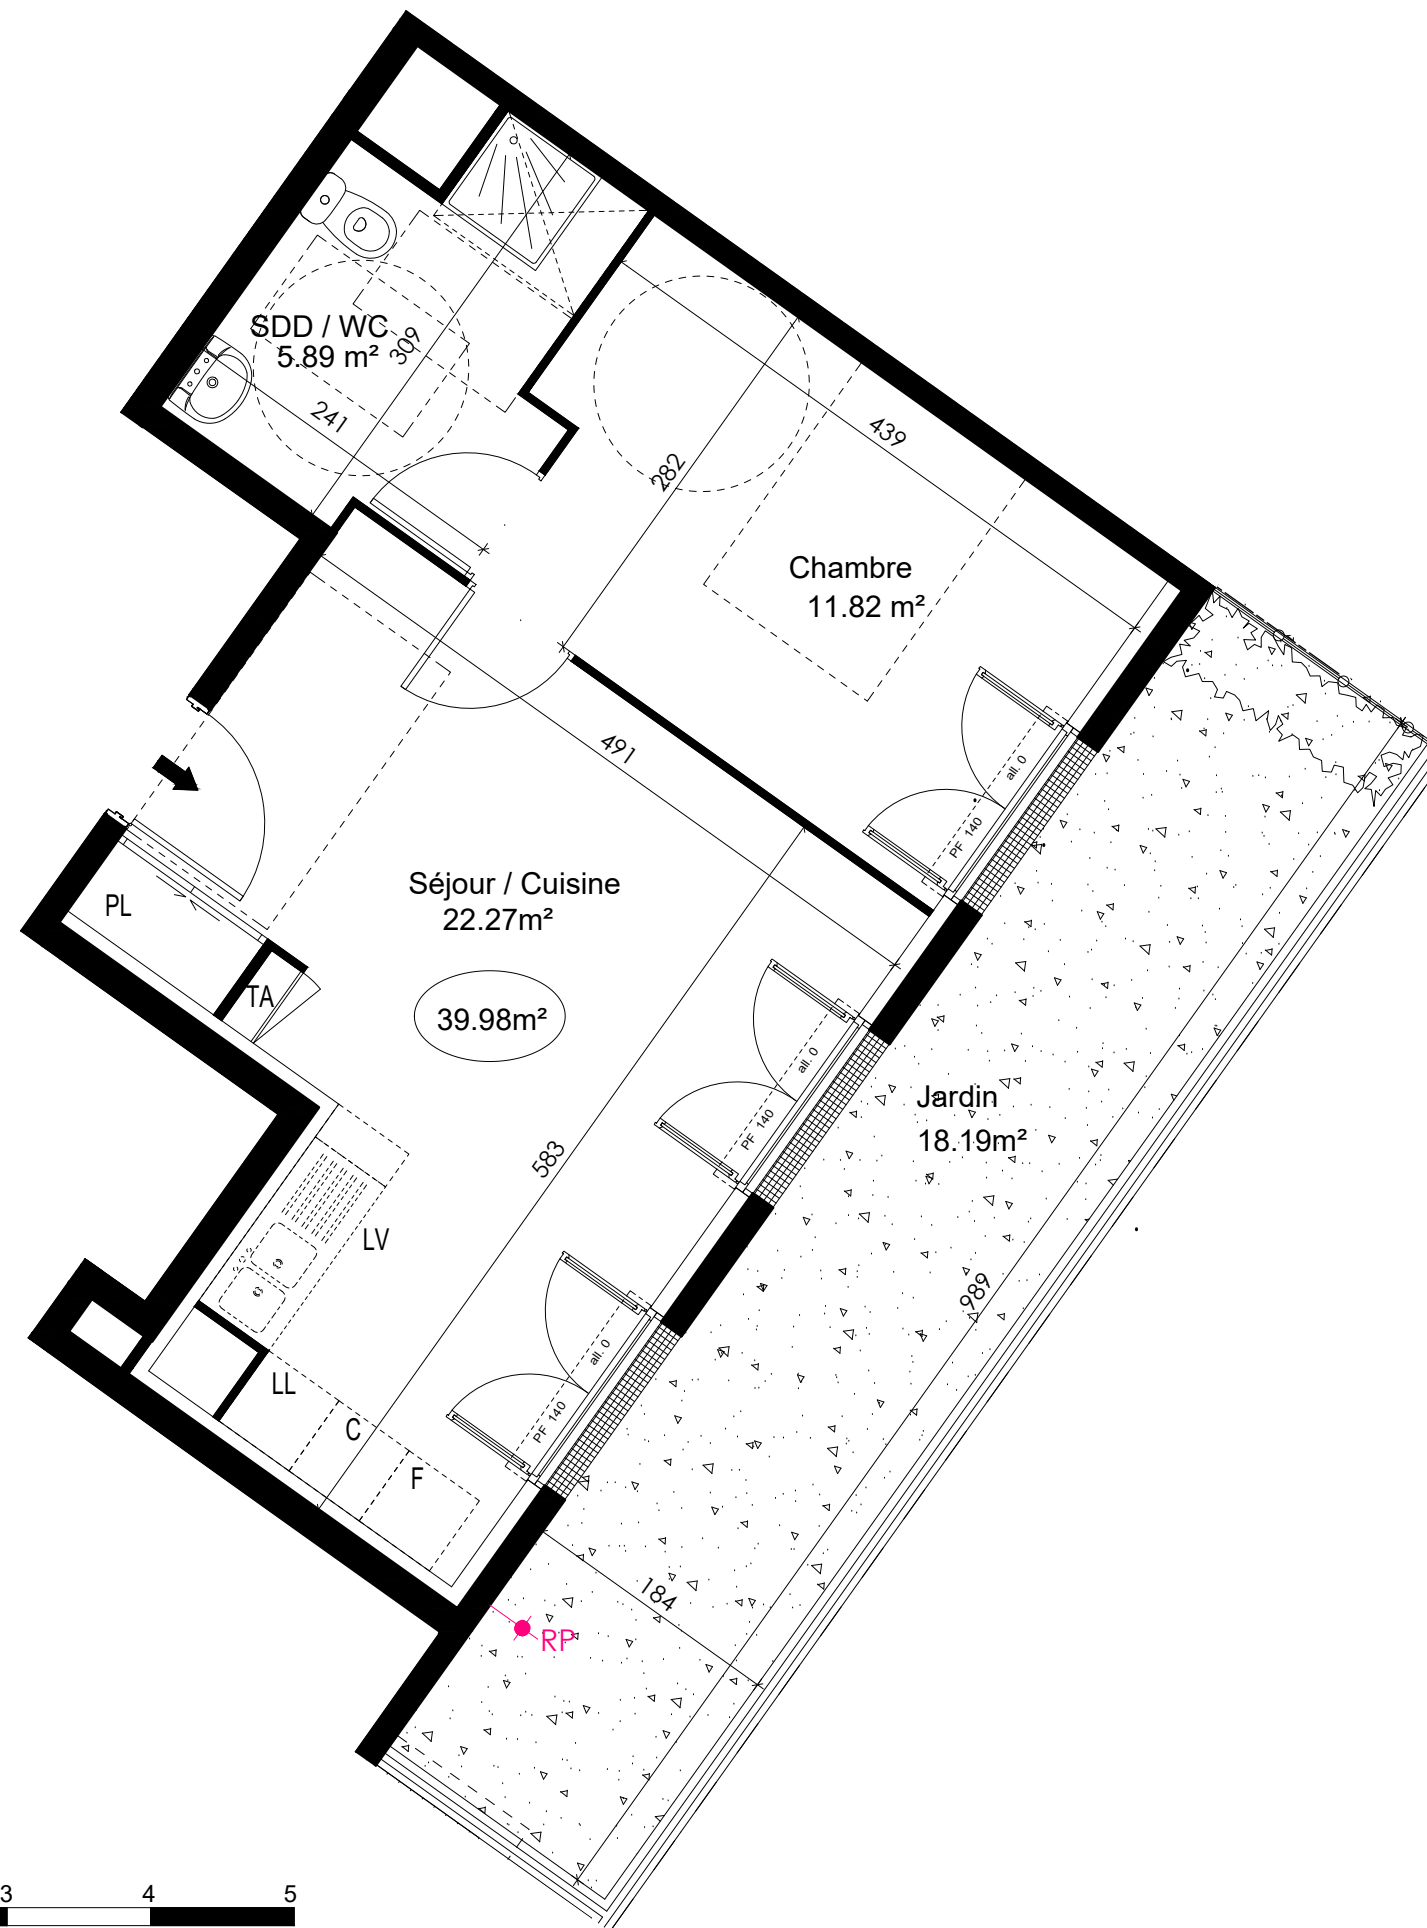 SDD / WC
5.89 m²
309
241
439
282
Chambre
11.82 m²
491
all. 0
PF 140
PL
Séjour / Cuisine
22.27m²
TA
39.98m²
all. 0
PF 140
Jardin
18.19m²
583
LV
989
all. 0
PF 140
LL
C
F
184
RP
3 4 5